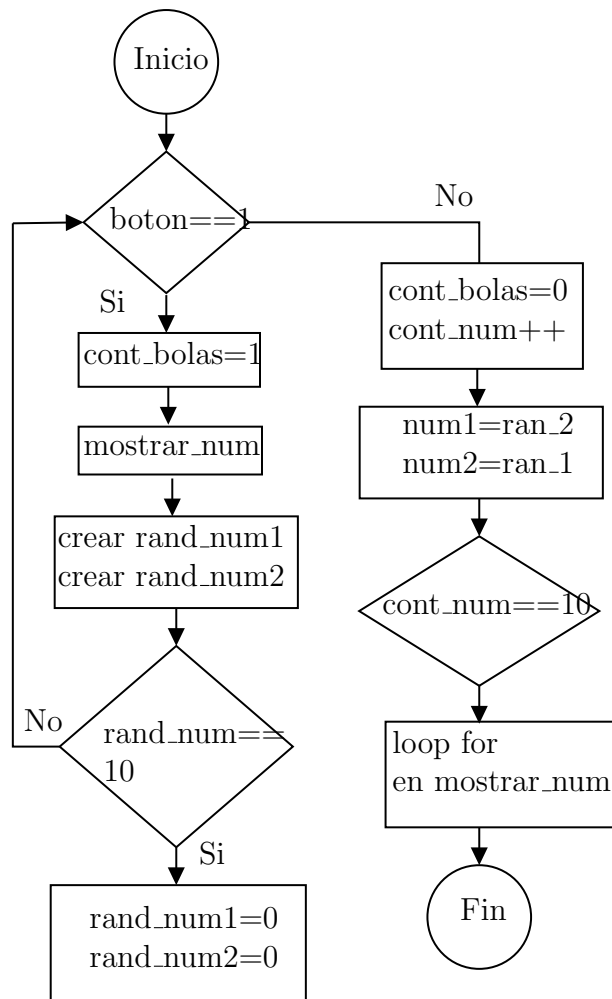 Inicio
boton==1
No
Si
cont_bolas=1
mostrar_num
crear rand_num1
crear rand_num2
No
rand_num==
10
Si
rand_num1=0
rand_num2=0
cont_bolas=0
cont_num++
num1=ran_2
num2=ran_1
cont_num==10
loop for
en mostrar_num
Fin